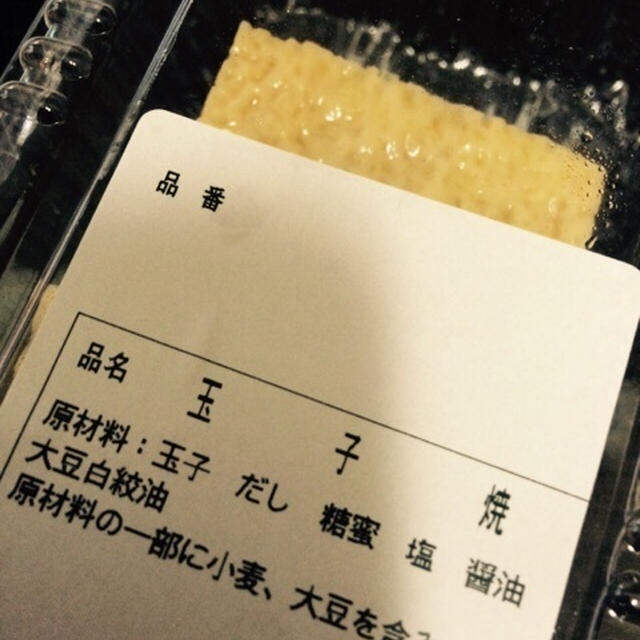 品番
品名 玉 子 焼
原材料：玉子 だし 糖蜜 塩 醤油
大豆白絞油
原材料の一部に小麦、大豆を含